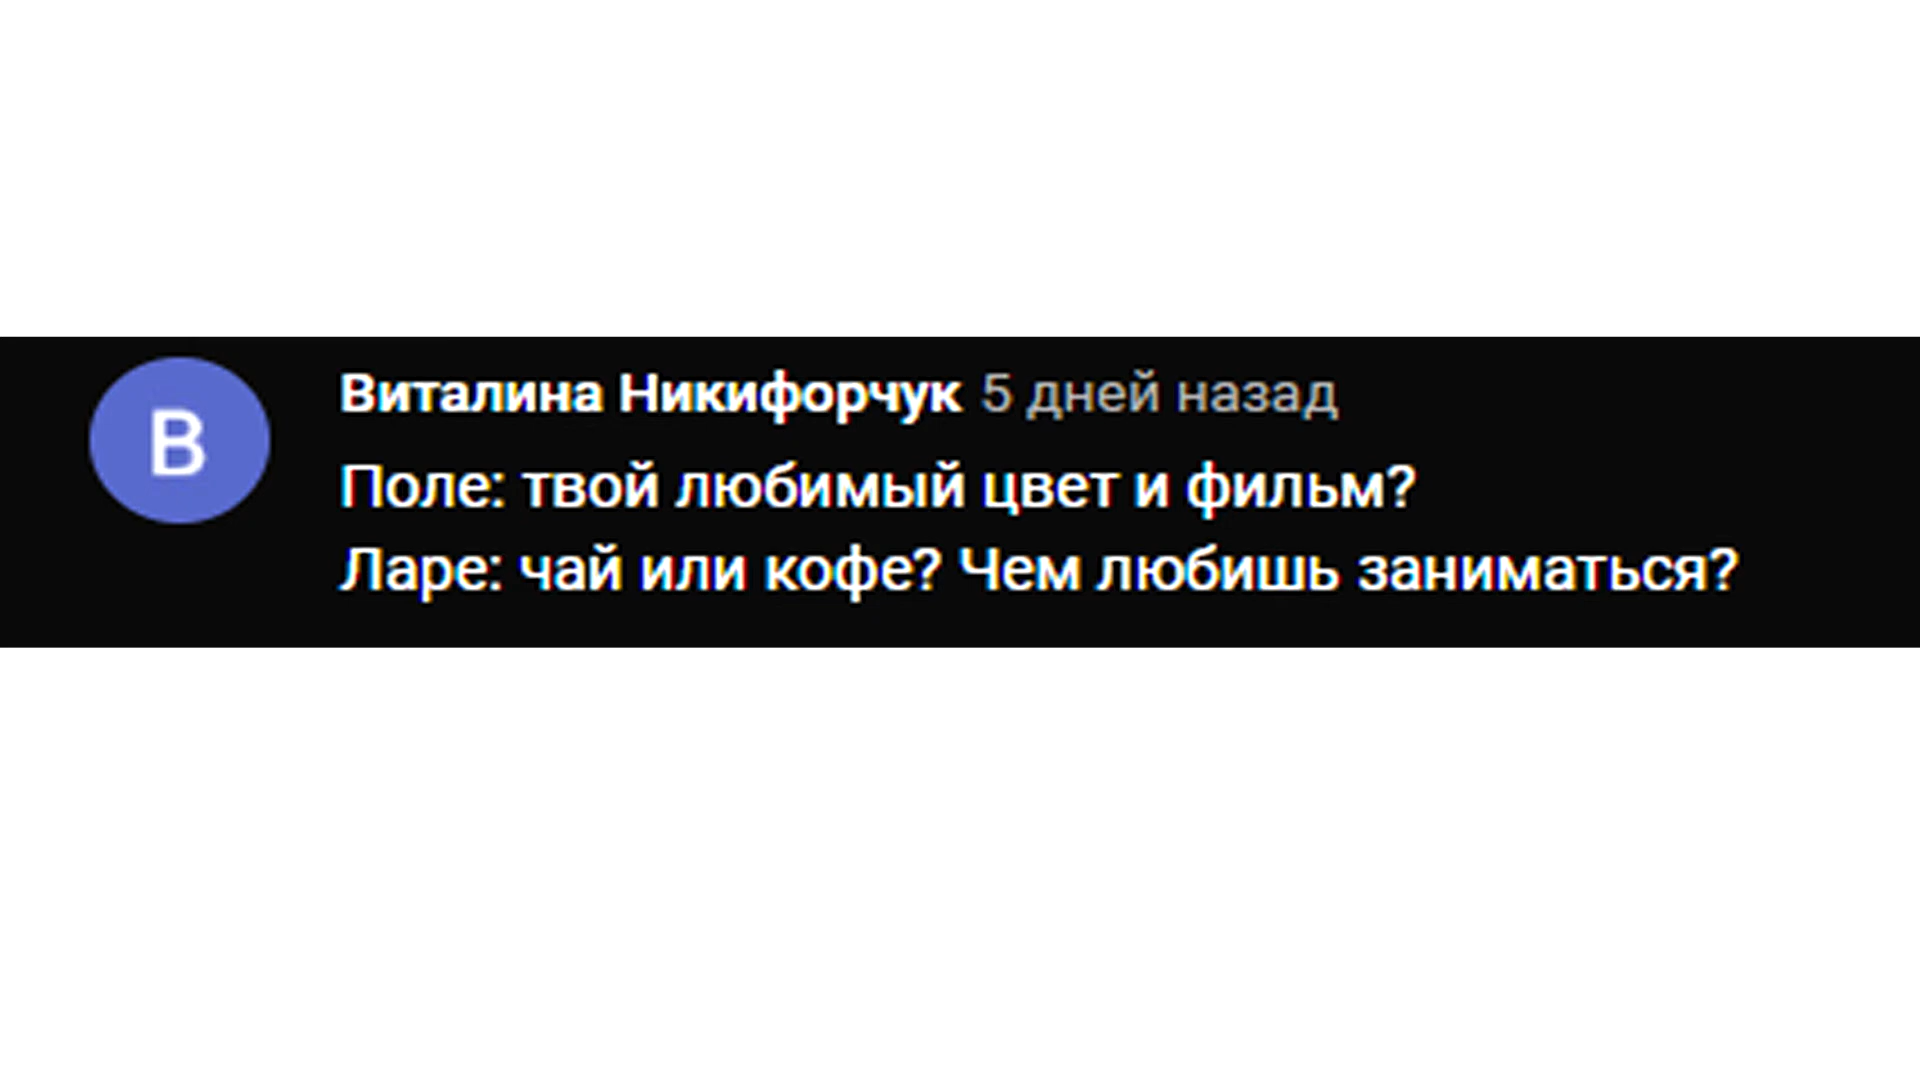 В
Виталина Никифорчук 5 дней назад
Поле: твой любимый цвет и фильм?
Ларе: чай или кофе? Чем любишь заниматься?